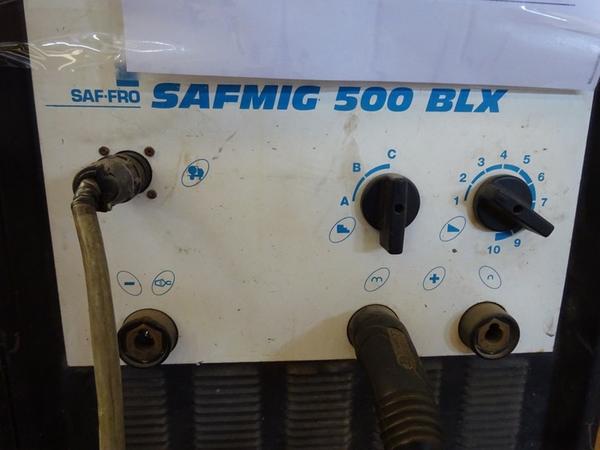 SAF-FRO SAFMIG 500 BLX
B C
A
1 2 3 4 5 6 7 9 10